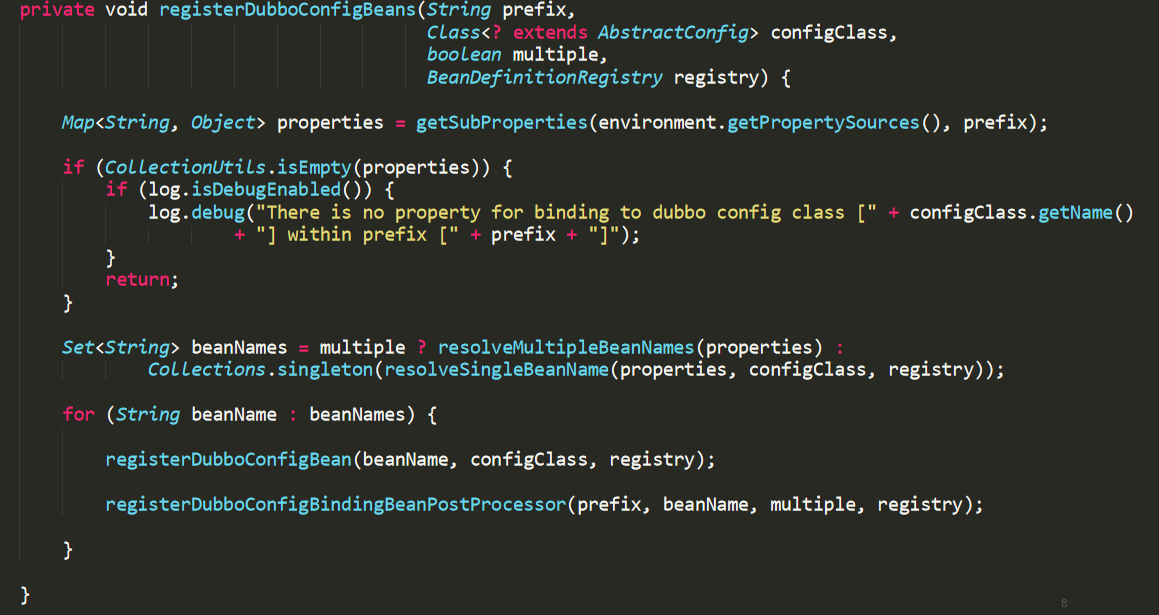 private void registerDubboConfigBeans(String prefix,
                                      Class<? extends AbstractConfig> configClass,
                                      boolean multiple,
                                      BeanDefinitionRegistry registry) {
    Map<String, Object> properties = getSubProperties(environment.getPropertySources(), prefix);
    if (CollectionUtils.isEmpty(properties)) {
        if (log.isDebugEnabled()) {
            log.debug("There is no property for binding to dubbo config class [" + configClass.getName()
                    + "] within prefix [" + prefix + "]");
        }
        return;
    }
    Set<String> beanNames = multiple ? resolveMultipleBeanNames(properties) :
            Collections.singleton(resolveSingleBeanName(properties, configClass, registry));
    for (String beanName : beanNames) {
        registerDubboConfigBean(beanName, configClass, registry);
        registerDubboConfigBindingBeanPostProcessor(prefix, beanName, multiple, registry);
    }
}
8